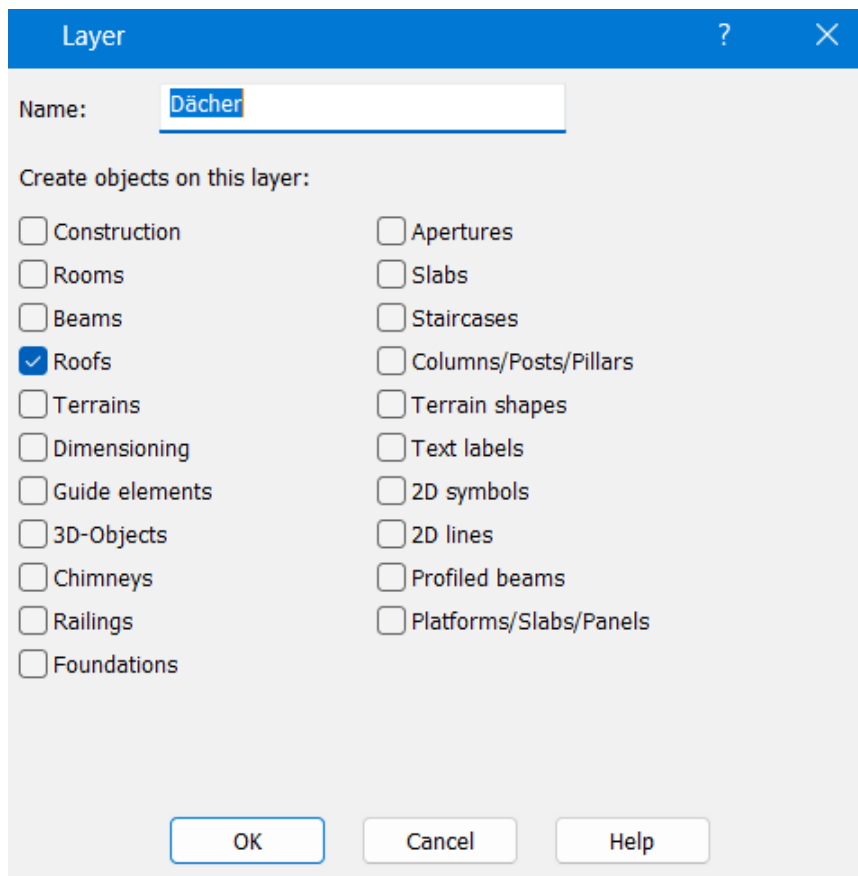 Layer ?
Name: Dächer
Create objects on this layer:
Construction Apertures
Rooms Slabs
Beams Staircases
Roofs Columns/Posts/Pillars
Terrains Terrain shapes
Dimensioning Text labels
Guide elements 2D symbols
3D-Objects 2D lines
Chimneys Profiled beams
Railings Platforms/Slabs/Panels
Foundations
OK Cancel Help